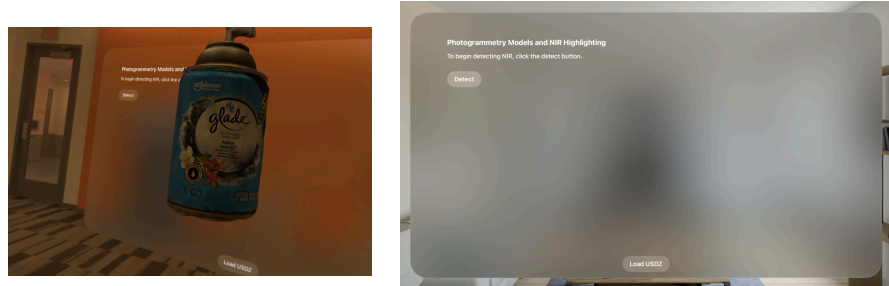 Photogrammetry Models and N
To begin detecting NIR, click the
Detect
glade
Load USDZ
Photogrammetry Models and NIR Highlighting
To begin detecting NIR, click the detect button.
Detect
Load USDZ